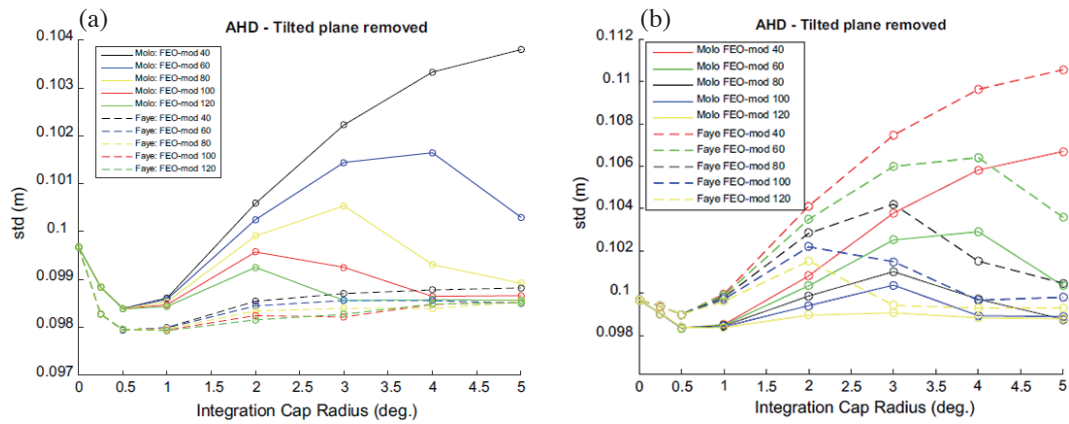 (a)
AHD - Tilted plane removed
0.104
0.103
0.102
0.101
0.1
0.099
0.098
0.097
std (m)
Molo: FEO-mod 40
Molo: FEO-mod 60
Molo: FEO-mod 80
Molo: FEO-mod 100
Molo: FEO-mod 120
Faye: FEO-mod 40
Faye: FEO-mod 60
Faye: FEO-mod 80
Faye: FEO-mod 100
Faye: FEO-mod 120
0 0.5 1 1.5 2 2.5 3 3.5 4 4.5 5
Integration Cap Radius (deg.)
(b)
AHD - Tilted plane removed
0.112
0.11
0.108
0.106
0.104
0.102
0.1
0.098
std (m)
Molo FEO-mod 40
Molo FEO-mod 60
Molo FEO-mod 80
Molo FEO-mod 100
Molo FEO-mod 120
Faye FEO-mod 40
Faye FEO-mod 60
Faye FEO-mod 80
Faye FEO-mod 100
Faye FEO-mod 120
0 0.5 1 1.5 2 2.5 3 3.5 4 4.5 5
Integration Cap Radius (deg.)